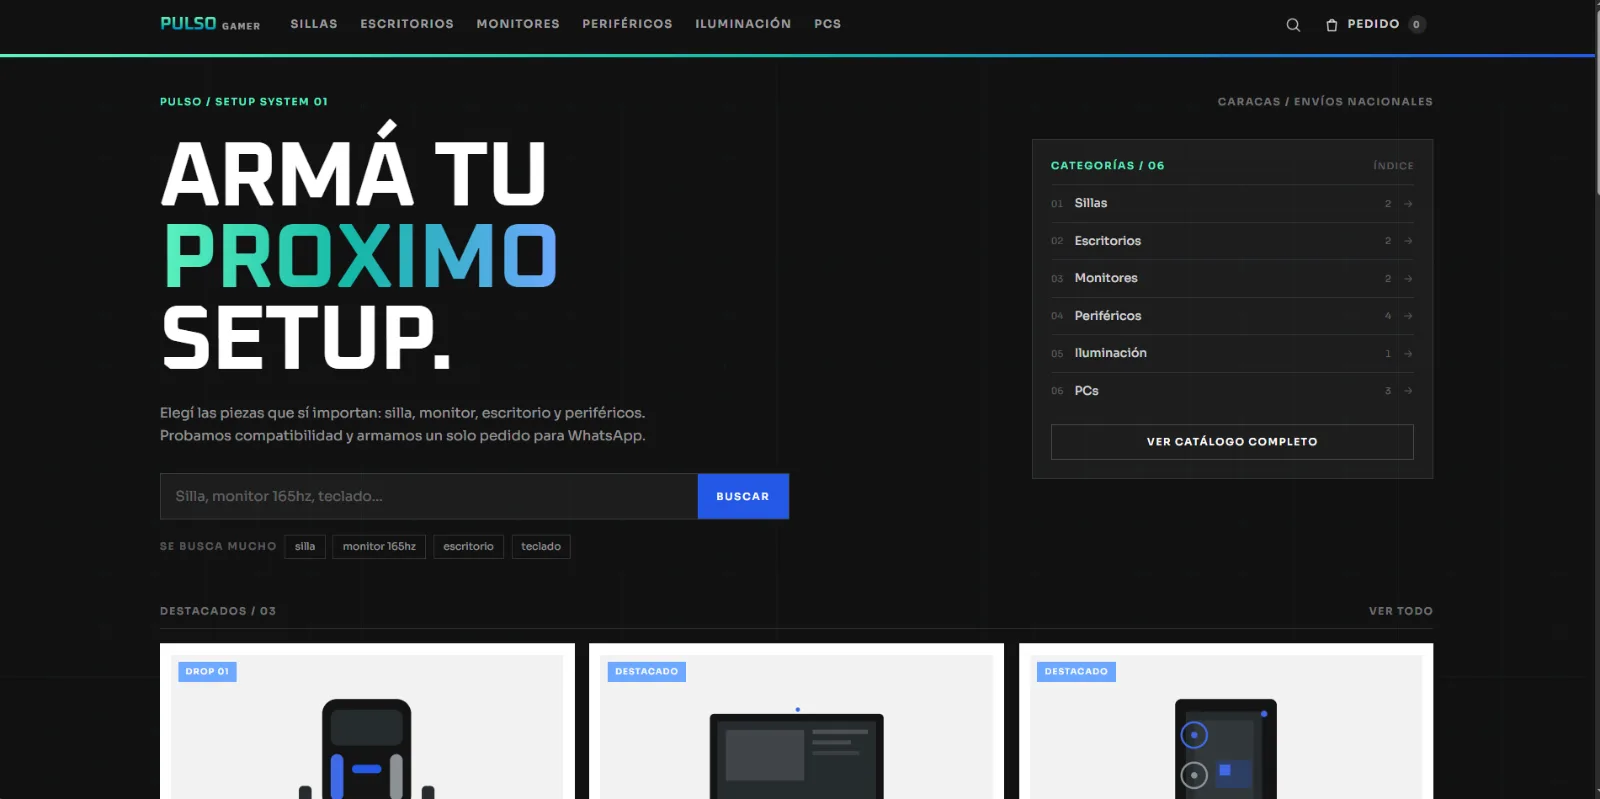 PULSO GAMER SILLAS ESCRITORIOS MONITORES PERIFÉRICOS ILUMINACIÓN PCS PEDIDO 0
PULSO / SETUP SYSTEM 01
ARMÁ TU
PROXIMO
SETUP.
Elegí las piezas que sí importan: silla, monitor, escritorio y periféricos.
Probamos compatibilidad y armamos un solo pedido para WhatsApp.
Silla, monitor 165hz, teclado...
BUSCAR
SE BUSCA MUCHO silla monitor 165hz escritorio teclado
CARACAS / ENVÍOS NACIONALES
CATEGORÍAS / 06 ÍNDICE
01 Sillas 2 →
02 Escritorios 2 →
03 Monitores 2 →
04 Periféricos 4 →
05 Iluminación 1 →
06 PCs 3 →
VER CATÁLOGO COMPLETO
DESTACADOS / 03 VER TODO
DROP 01
DESTACADO
DESTACADO